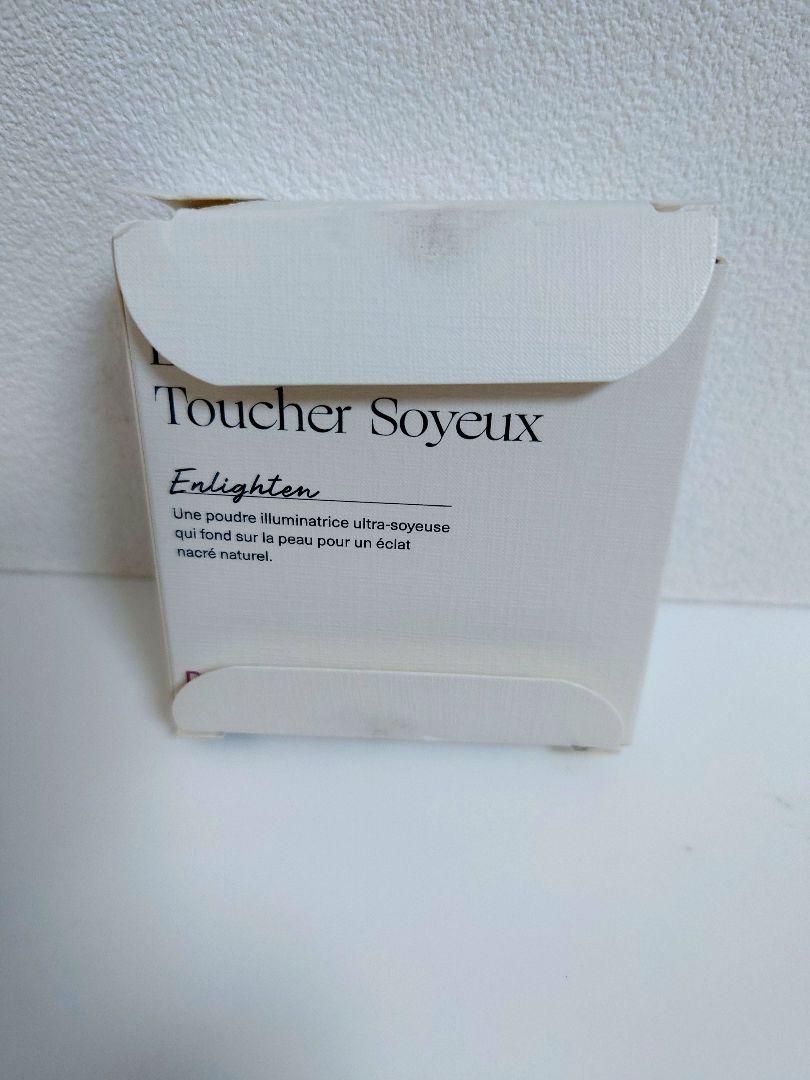 Toucher Soyeux
Enlighten
Une poudre illuminatrice ultra-soyeuse
qui fond sur la peau pour un éclat
nacré naturel.